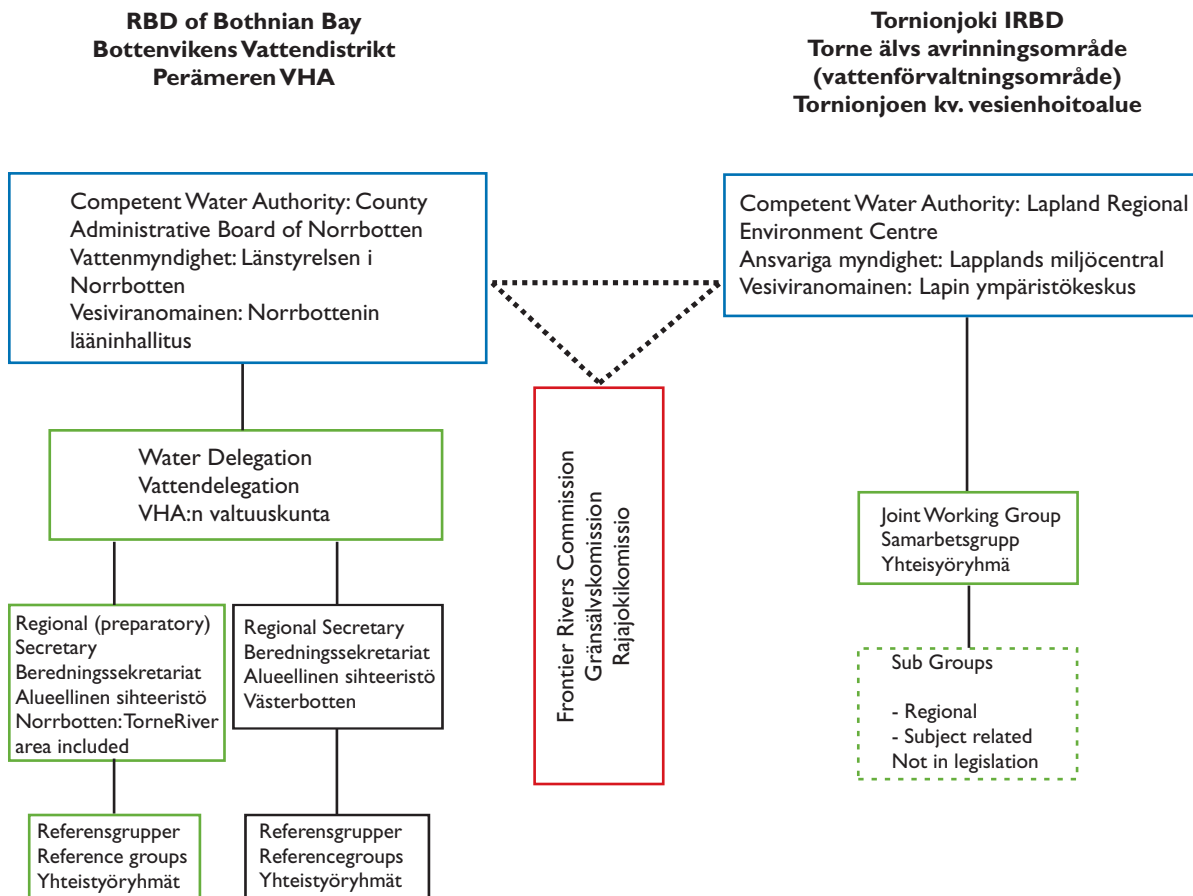 RBD of Bothnian Bay
Bottenvikens Vattendistrikt
Perämeren VHA
Tornionjoki IRBD
Torne älvs avrinningsområde
(vattenförvaltningsområde)
Tornionjoen kv. vesienhoitoalue
Competent Water Authority: County
Administrative Board of Norrbotten
Vattenmyndighet: Länstyrelsen i
Norrbotten
Vesiviranomainen: Norrbottenin
lääninhallitus
Competent Water Authority: Lapland Regional
Environment Centre
Ansvariga myndighet: Lapplands miljöcentral
Vesiviranomainen: Lapin ympäristökeskus
Water Delegation
Vattendelegation
VHA:n valtuuskunta
Frontier Rivers Commission
Gränsälvskomission
Rajajokikomissio
Joint Working Group
Samarbetsgrupp
Yhteisyöryhmä
Regional (preparatory)
Secretary
Beredningssekretariat
Alueellinen sihteeristö
Norrbotten: TorneRiver
area included
Regional Secretary
Beredningssekretariat
Alueellinen sihteeristö
Västerbotten
Sub Groups
- Regional
- Subject related
Not in legislation
Referensgrupper
Reference groups
Yhteistyöryhmät
Referensgrupper
Referencegroups
Yhteistyöryhmät